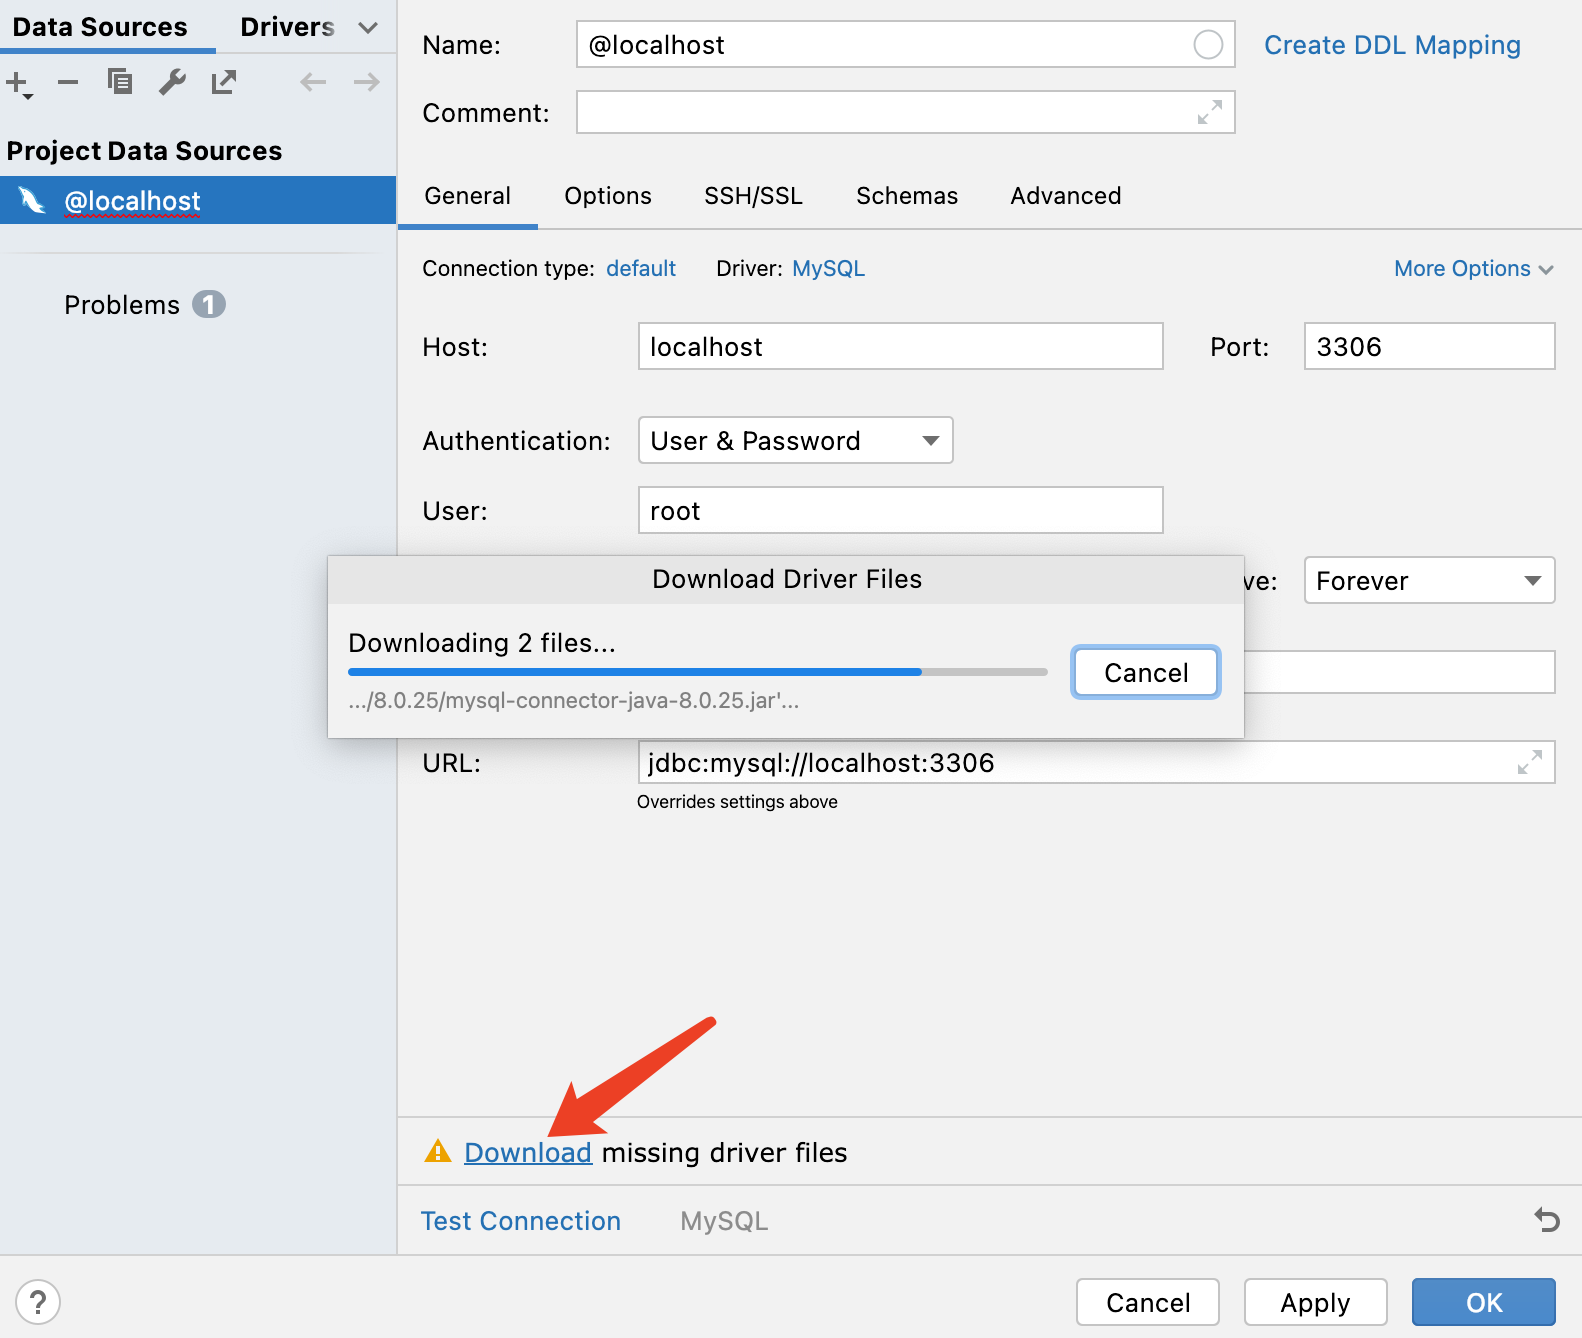 Data Sources
Drivers
Project Data Sources
@localhost
Problems 1
Name: @localhost Create DDL Mapping
Comment:
General Options SSH/SSL Schemas Advanced
Connection type: default Driver: MySQL More Options
Host: localhost Port: 3306
Authentication: User & Password
User: root
ve: Forever
Download Driver Files
Downloading 2 files...
.../8.0.25/mysql-connector-java-8.0.25.jar'...
Cancel
URL: jdbc:mysql://localhost:3306
Overrides settings above
Download missing driver files
Test Connection MySQL
? Cancel Apply OK